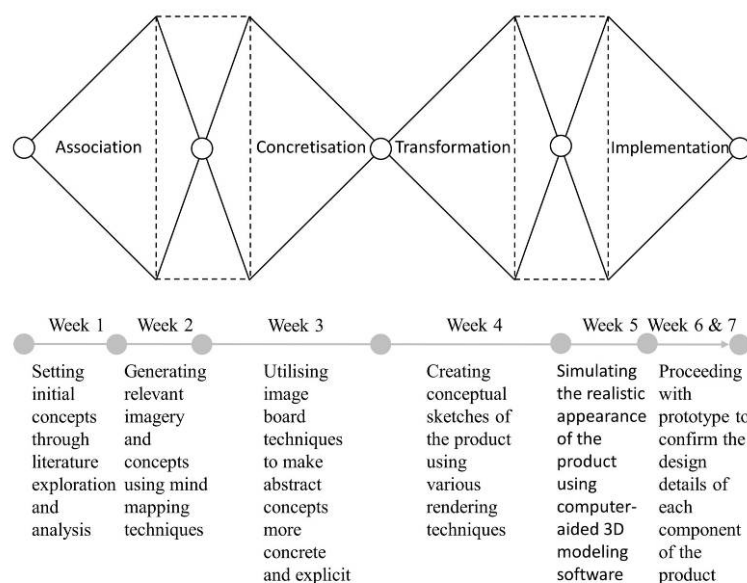 Association
Concretisation
Transformation
Implementation
Week 1
Week 2
Week 3
Week 4
Week 5
Week 6 & 7
Setting
initial
concepts
through
literature
exploration
and
analysis
Generating
relevant
imagery
and
concepts
using mind
mapping
techniques
Utilising
image
board
techniques
to make
abstract
concepts
more
concrete
and explicit
Creating
conceptual
sketches of
the product
using
various
rendering
techniques
Simulating
the realistic
appearance
of the
product
using
computer-
aided 3D
modeling
software
Proceeding
with
prototype to
confirm the
design
details of
each
component
of the
product